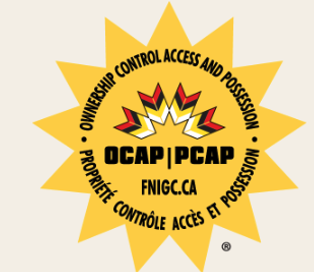 • OWNERSHIP CONTROL ACCESS AND POSSESSION •
OCAP | PCAP
FNIGC.CA
PROPRIÉTÉ CONTRÔLE ACCÈS ET POSSESSION
®